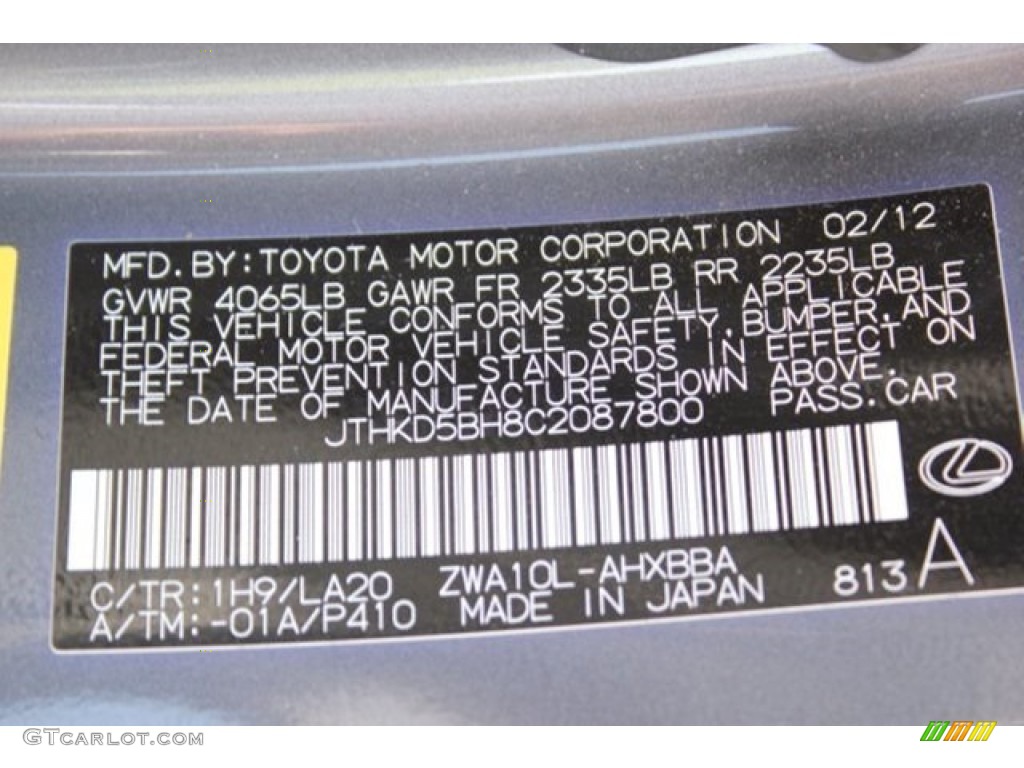 MFD.BY:TOYOTA MOTOR CORPORATION 02/12
GVWR 4065LB GAWR FR 2335LB RR 2235LB
THIS VEHICLE CONFORMS TO ALL APPLICABLE
FEDERAL MOTOR VEHICLE SAFETY,BUMPER,AND
THEFT PREVENTION STANDARDS IN EFFECT ON
THE DATE OF MANUFACTURE SHOWN ABOVE.
JTHKD5BH8C2087800 PASS.CAR
C/TR:1H9/LA20 ZWA10L-AHXBBA 813 A
A/TM:-01A/P410 MADE IN JAPAN
GTCARLOT.COM